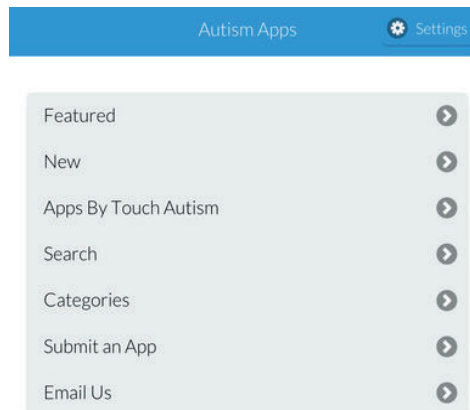 Autism Apps
Settings
Featured
New
Apps By Touch Autism
Search
Categories
Submit an App
Email Us